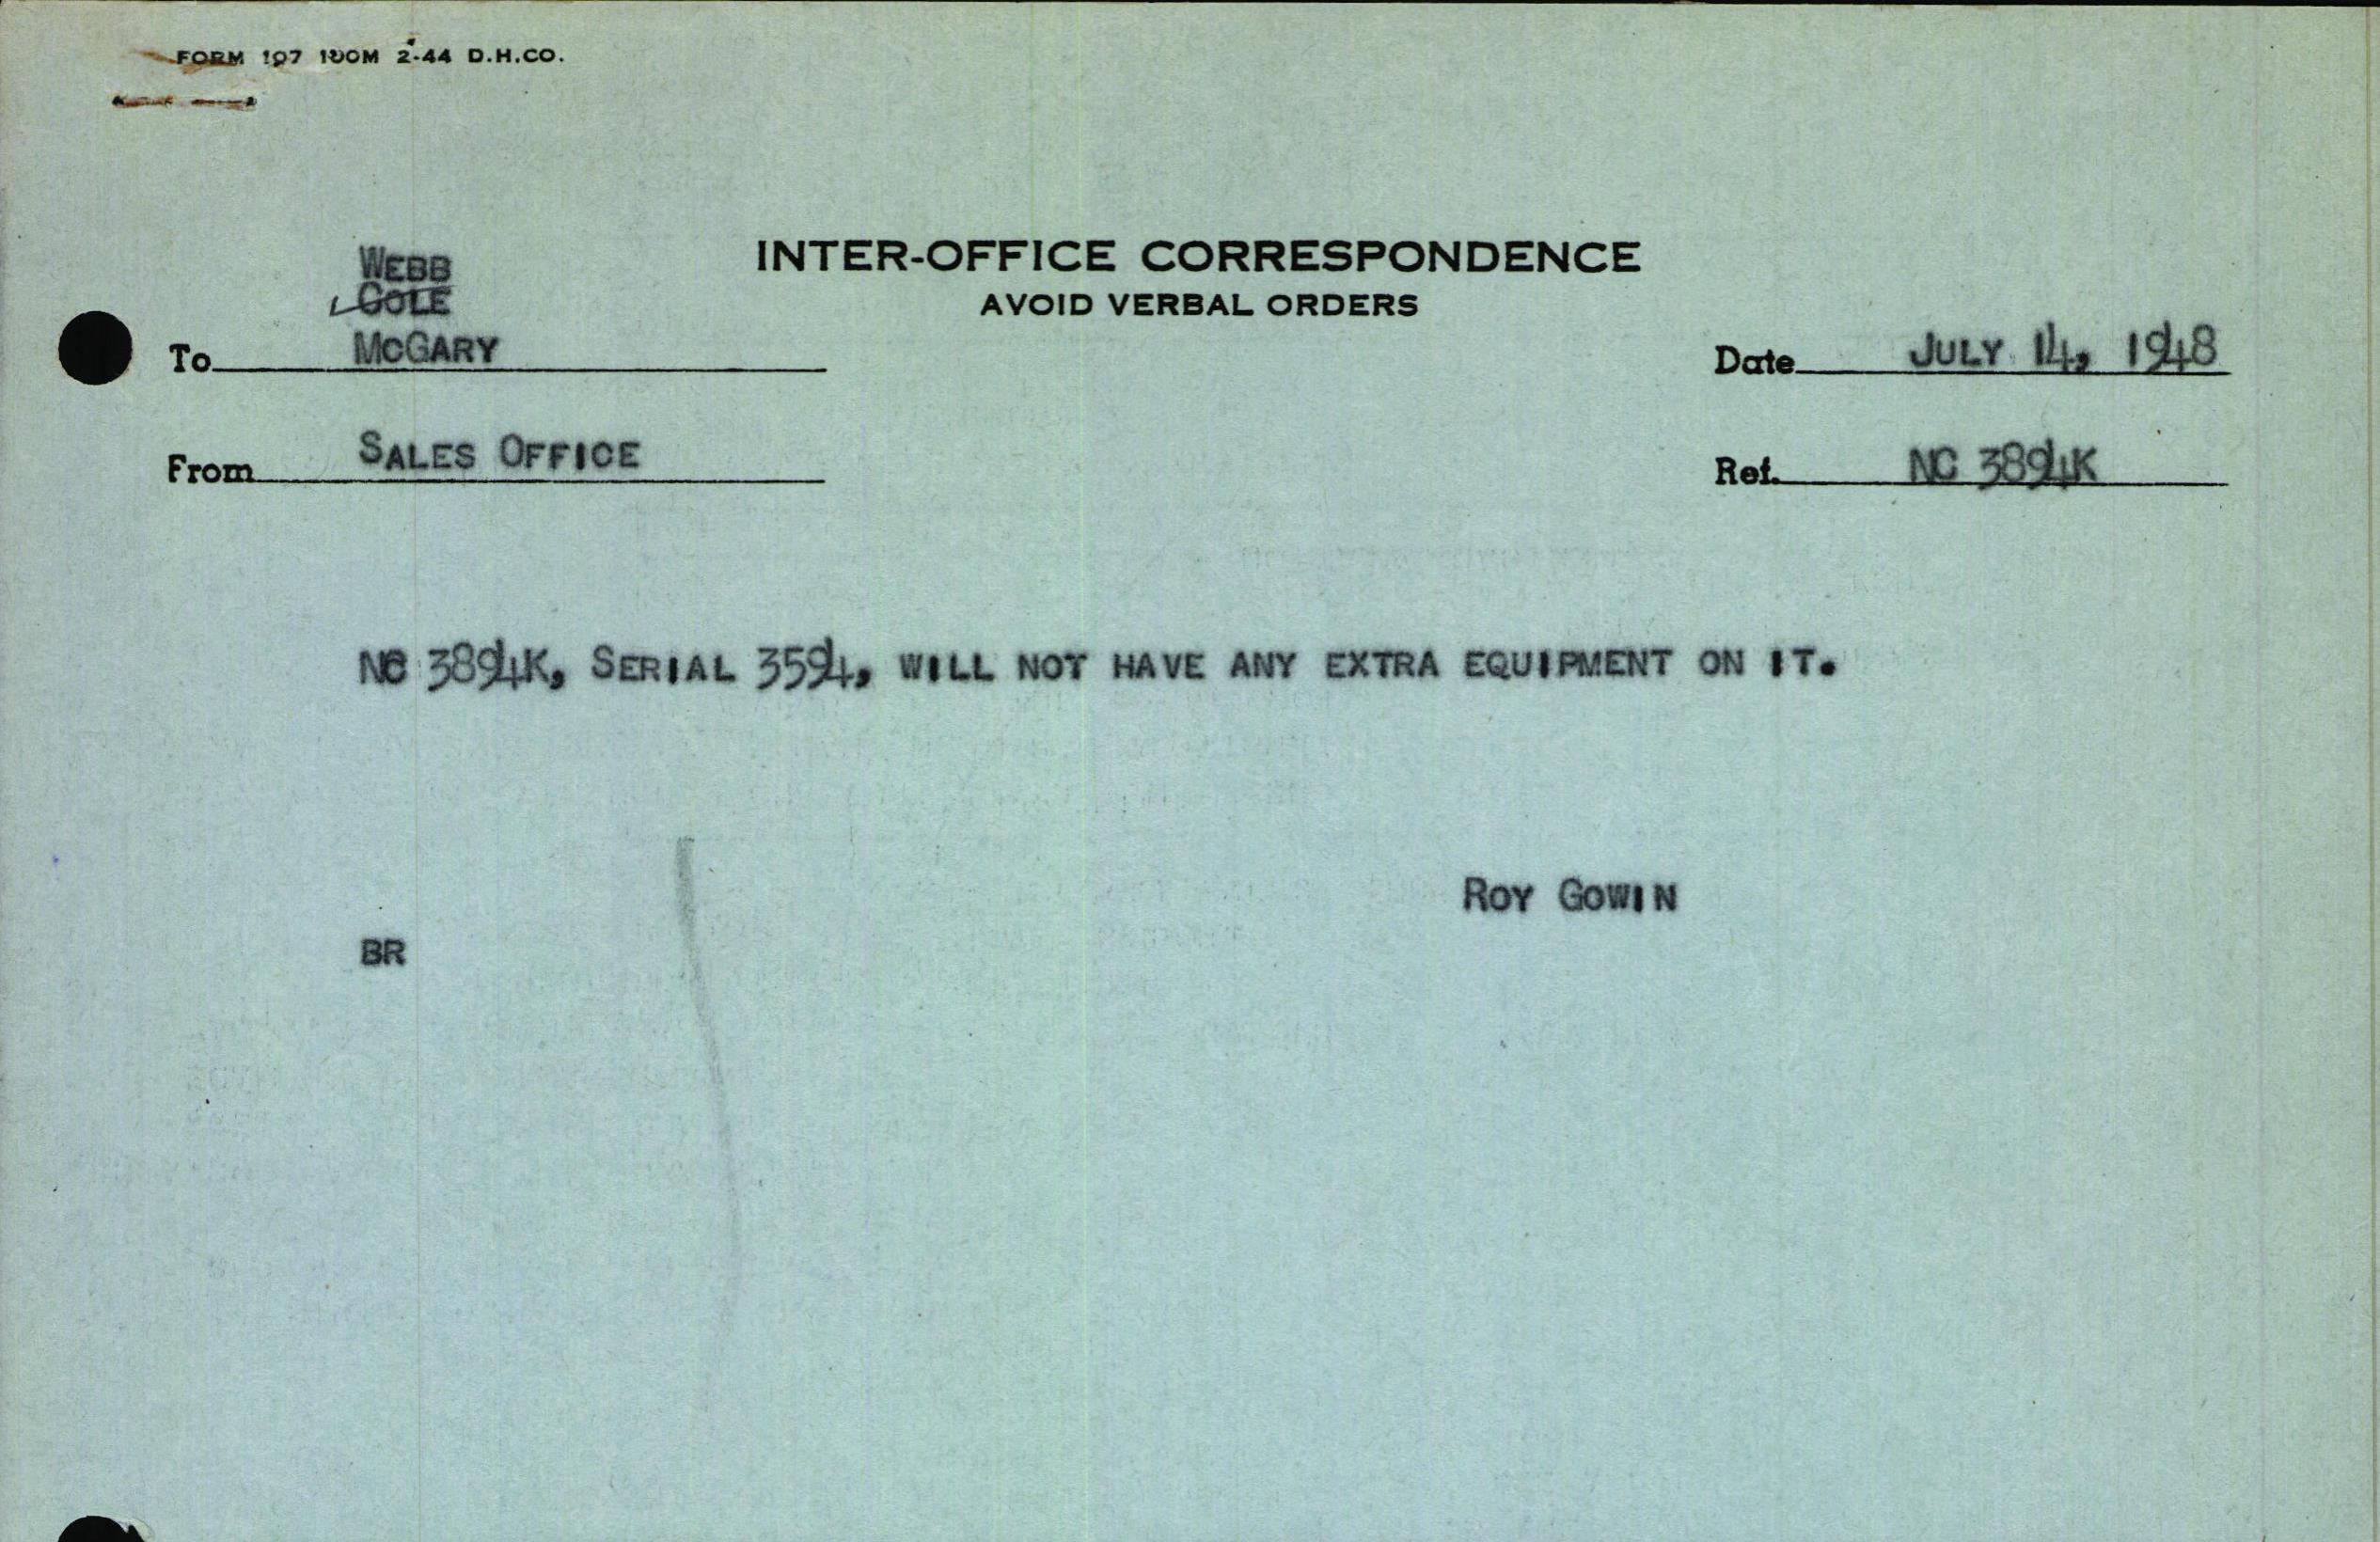 FORM 107 100M 2-44 D.H.CO.
INTER-OFFICE CORRESPONDENCE
AVOID VERBAL ORDERS
WEBB
COLE
To McGARY
Date JULY 14, 1948
From SALES OFFICE
Ref. NC 3894K
NC 3894K, SERIAL 3594, WILL NOT HAVE ANY EXTRA EQUIPMENT ON IT.
ROY GOWIN
BR